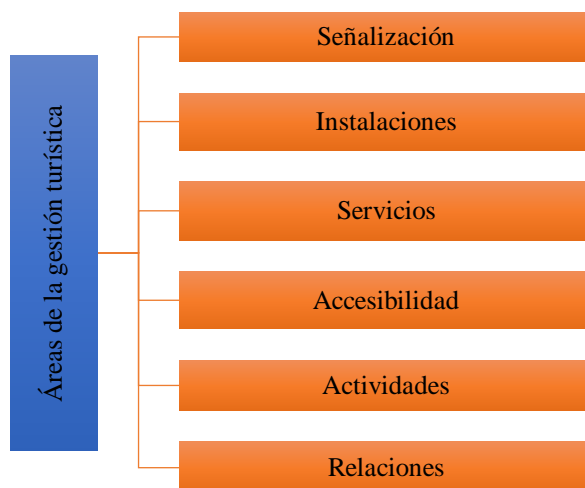 Áreas de la gestión turística
Señalización
Instalaciones
Servicios
Accesibilidad
Actividades
Relaciones